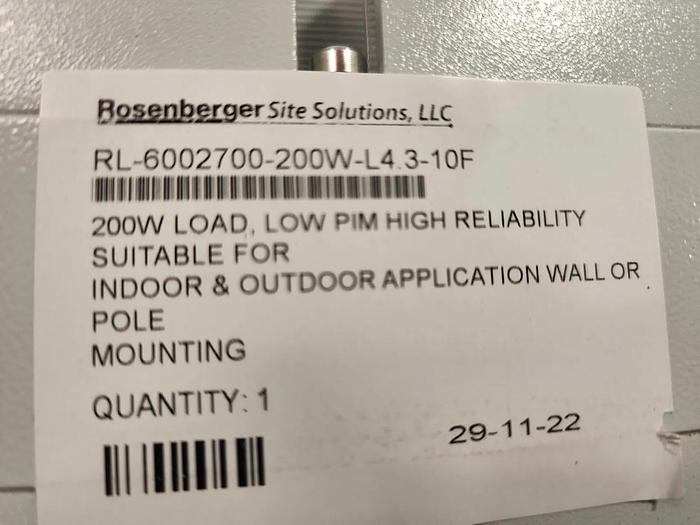 Rosenberger Site Solutions, LLC
RL-6002700-200W-L4.3-10F
200W LOAD, LOW PIM HIGH RELIABILITY
SUITABLE FOR
INDOOR & OUTDOOR APPLICATION WALL OR
POLE
MOUNTING
QUANTITY: 1
29-11-22